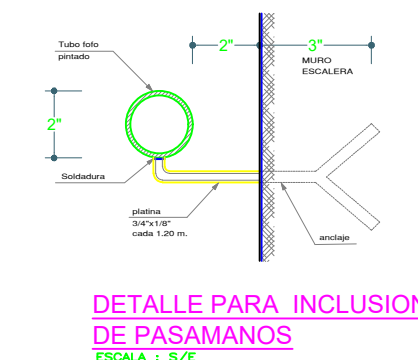 Tubo fofo
pintado
2"
3"
MURO
ESCALERA
2"
Soldadura
platina
3/4"x1/8"
cada 1.20 m.
anclaje
DETALLE PARA INCLUSION
DE PASAMANOS
ESCALA : S/E